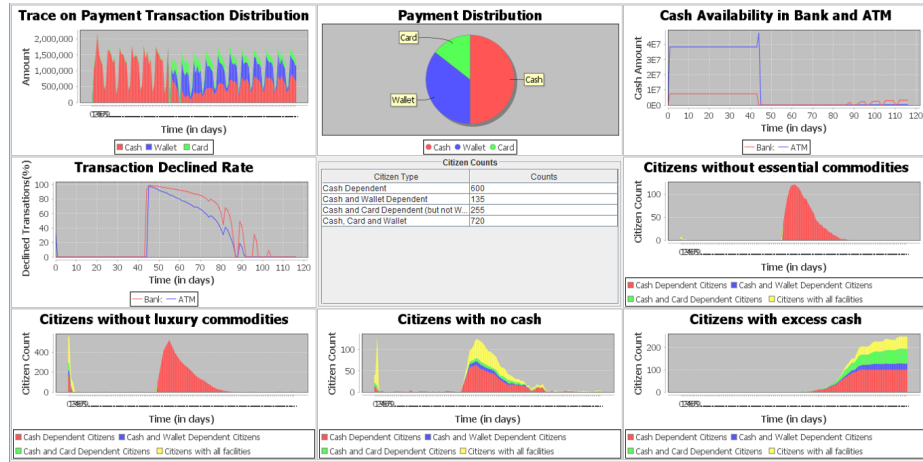 Trace on Payment Transaction Distribution
2,000,000
1,500,000
1,000,000
500,000
0
Amount
Time (in days)
Cash Wallet Card
Payment Distribution
Card
Cash
Wallet
Cash Wallet Card
Cash Availability in Bank and ATM
4E7
3E7
2E7
1E7
0E0
Cash Amount
0 10 20 30 40 50 60 70 80 90 100 110 120
Time (in days)
Bank ATM
Transaction Declined Rate
100
80
60
40
20
0
Declined Transations(%)
0 10 20 30 40 50 60 70 80 90 100 110 120
Time (in days)
Bank ATM
Citizen Counts
Citizen Type Counts
Cash Dependent 600
Cash and Wallet Dependent 135
Cash and Card Dependent (but not W... 255
Cash, Card and Wallet 720
Citizens without essential commodities
100
50
0
Citizen Count
Time (in days)
Cash Dependent Citizens Cash and Wallet Dependent Citizens
Cash and Card Dependent Citizens Citizens with all facilities
Citizens without luxury commodities
400
200
0
Citizen Count
Time (in days)
Cash Dependent Citizens Cash and Wallet Dependent Citizens
Cash and Card Dependent Citizens Citizens with all facilities
Citizens with no cash
100
50
0
Citizen Count
Time (in days)
Cash Dependent Citizens Cash and Wallet Dependent Citizens
Cash and Card Dependent Citizens Citizens with all facilities
Citizens with excess cash
200
100
0
Citizen Count
Time (in days)
Cash Dependent Citizens Cash and Wallet Dependent Citizens
Cash and Card Dependent Citizens Citizens with all facilities